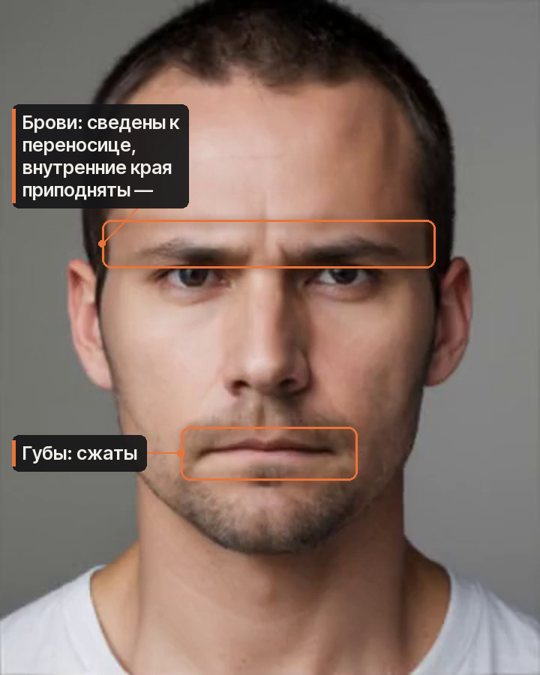 Брови: сведены к
переносице,
внутренние края
приподняты —
Губы: сжаты